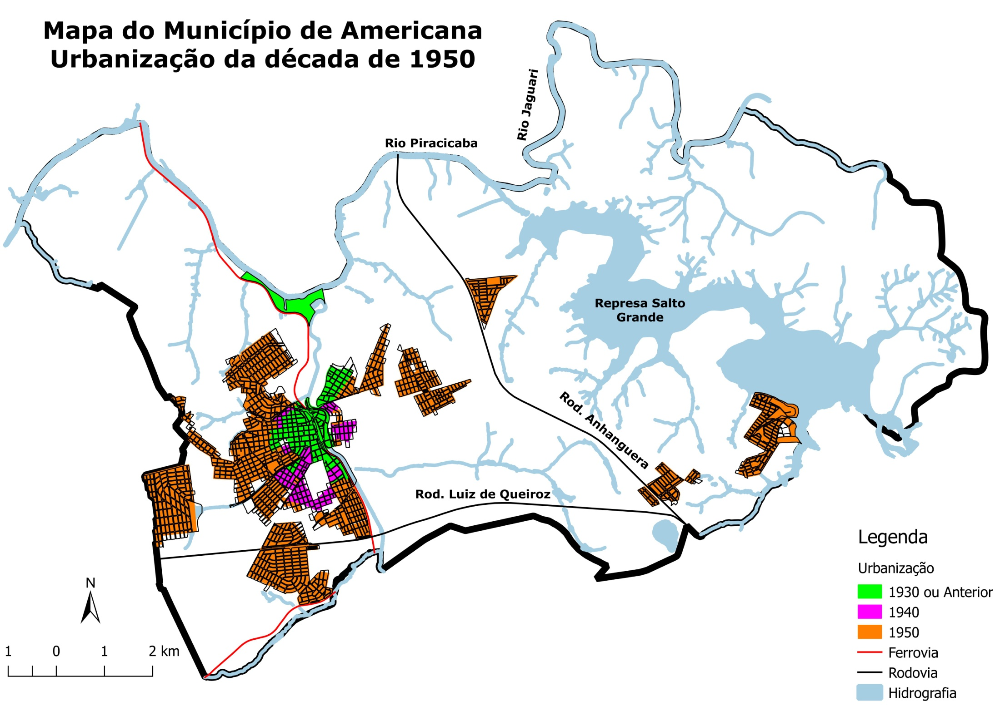 Mapa do Município de Americana
Urbanização da década de 1950
Rio Jaguari
Rio Piracicaba
Represa Salto
Grande
Rod. Anhanguera
Rod. Luiz de Queiroz
N
1 0 1 2 km
Legenda
Urbanização
1930 ou Anterior
1940
1950
Ferrovia
Rodovia
Hidrografia